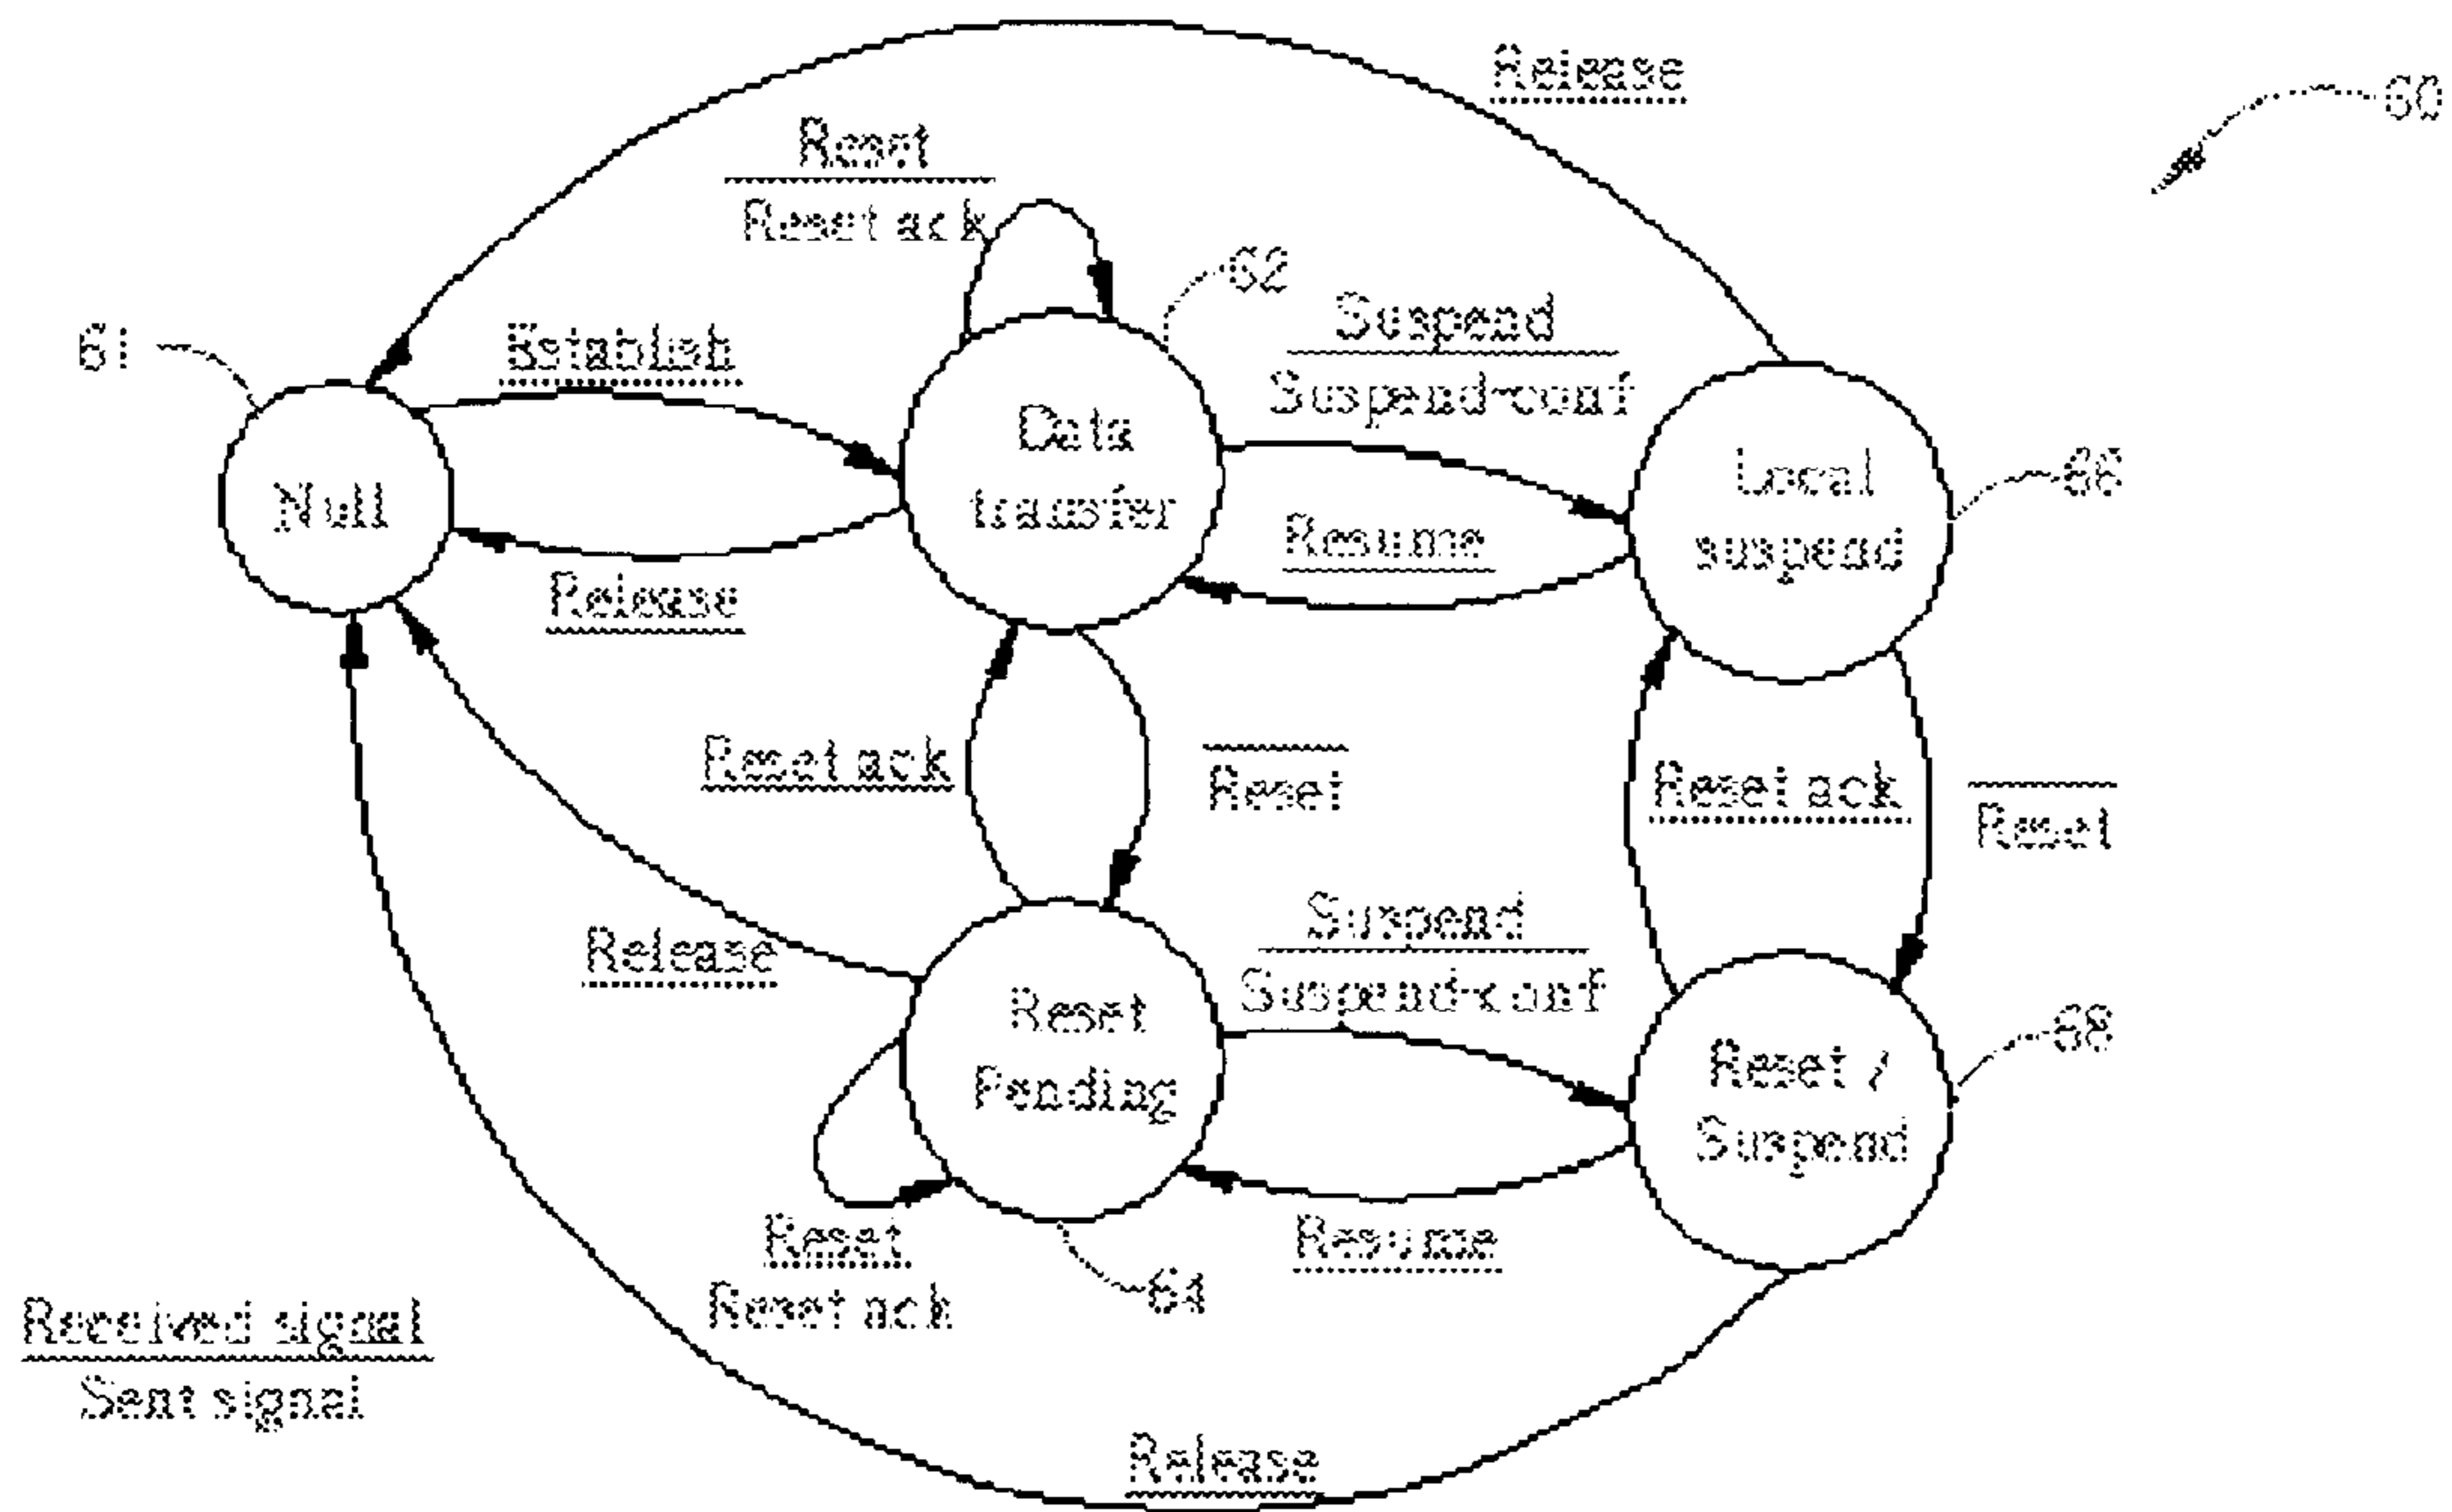 Release
60
Reset
Reset ack
62
Suspend
Suspend-conf
61
Establish
Data
transfer
Local
suspend
66
Null
Resume
Release
Reset ack
Reset
Reset ack
Reset
Release
Suspend
Suspend-conf
Reset
Pending
Reset /
Suspend
68
Reset
Reset ack
64
Resume
Received signal
Sent signal
Release